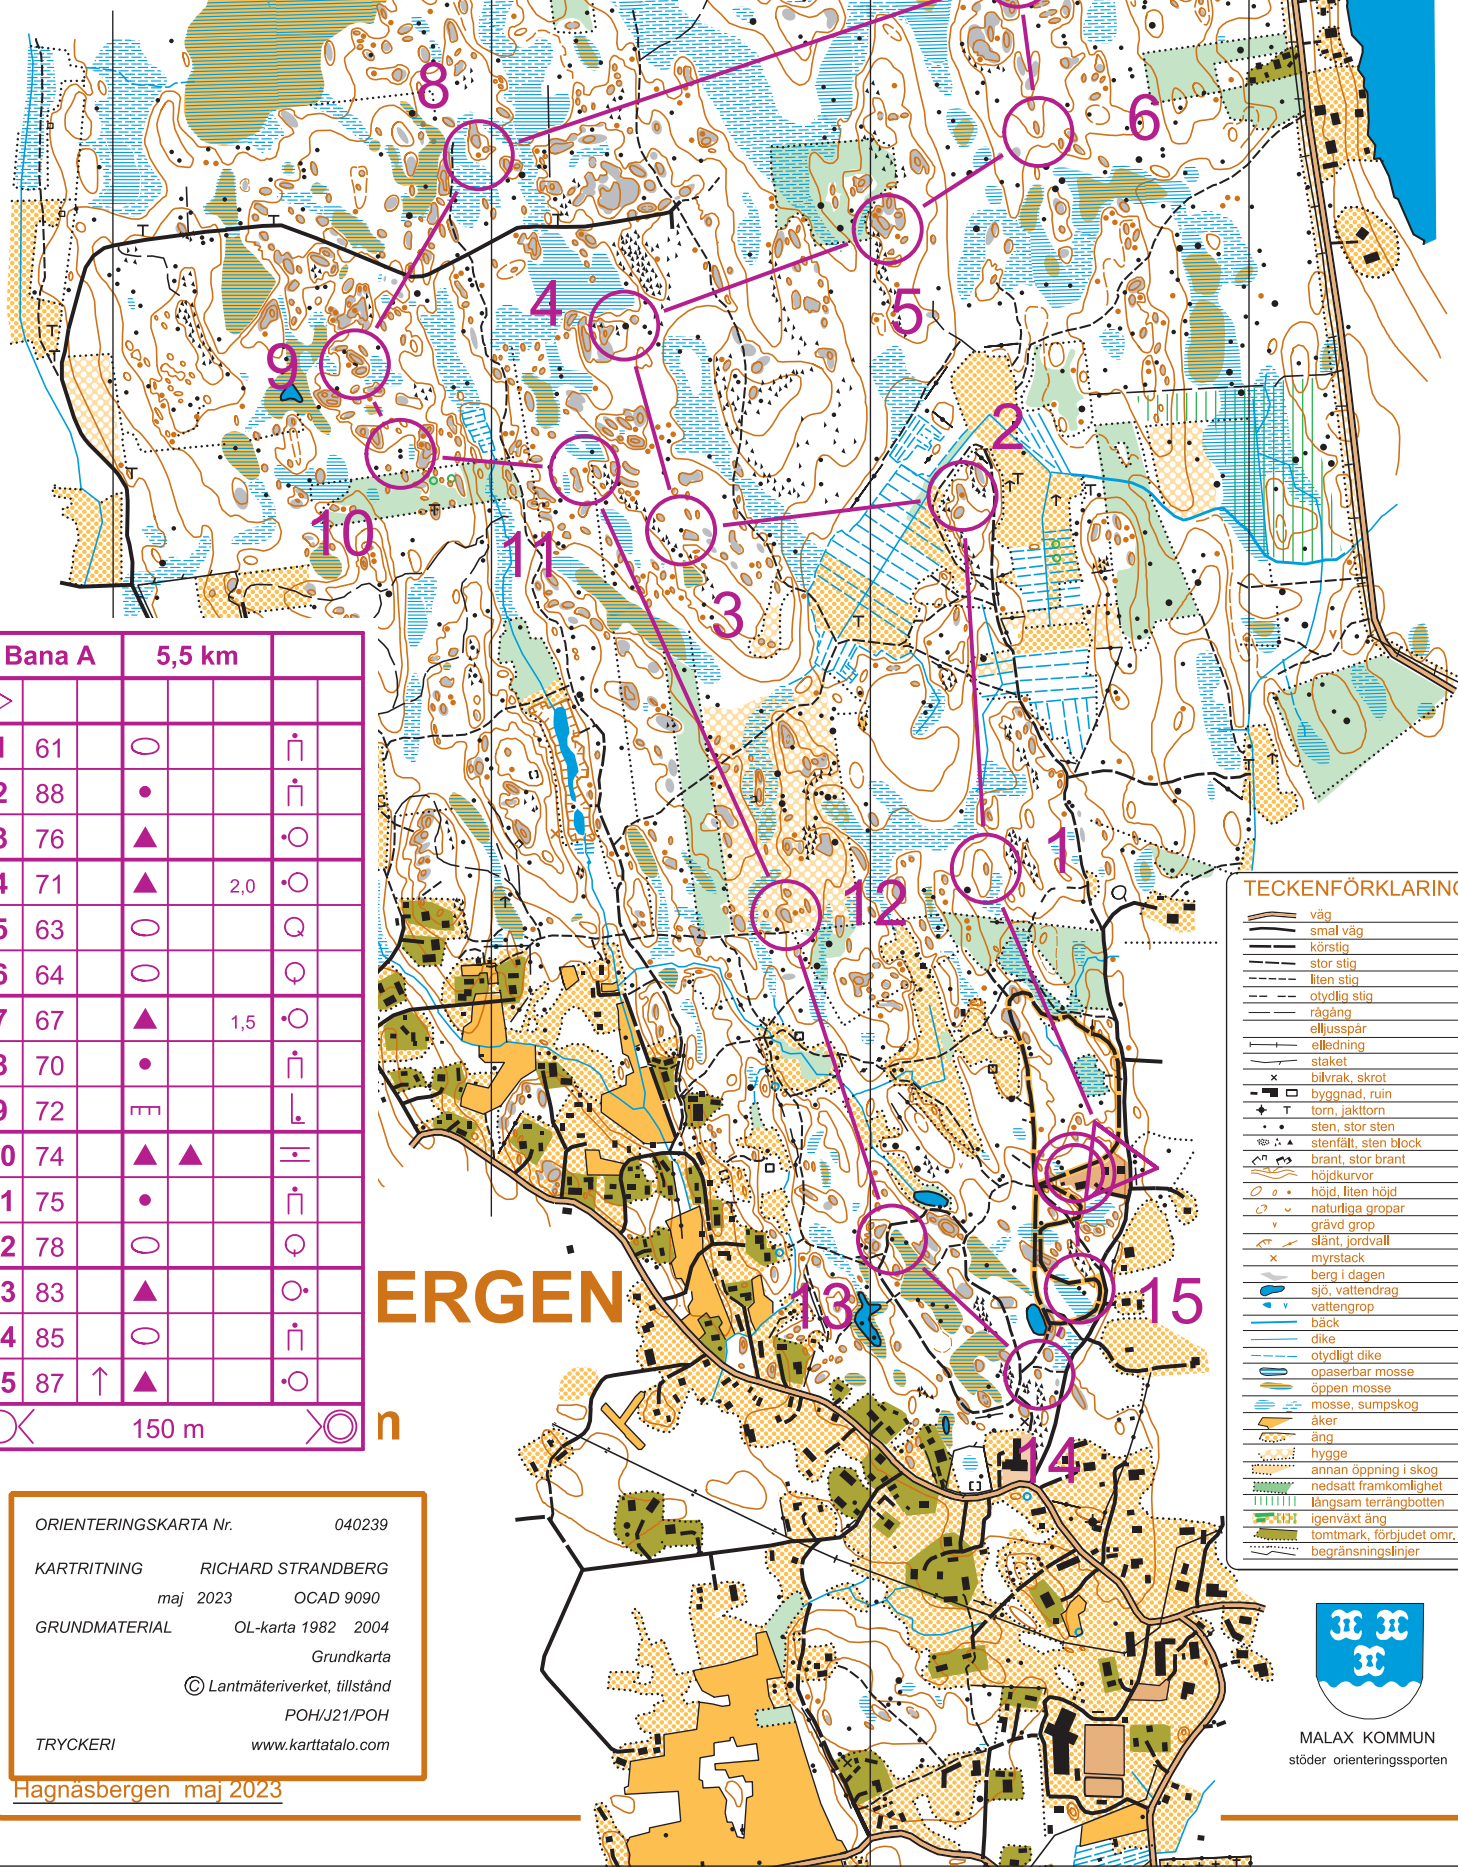 8
6
5
4
9
2
10
11
3
Bana A 5,5 km
1 61
2 88
3 76
4 71 2,0
5 63
6 64
7 67 1,5
8 70
9 72
0 74
1 75
2 78
3 83
4 85
5 87
150 m
1
12
13
15
14
ERGEN
n
TECKENFÖRKLARING
väg
smal väg
körstig
stor stig
liten stig
otydlig stig
rågång
elljusspår
elledning
staket
bilvrak, skrot
byggnad, ruin
torn, jakttorn
sten, stor sten
stenfält, sten block
brant, stor brant
höjdkurvor
höjd, liten höjd
naturliga gropar
grävd grop
slänt, jordvall
myrstack
berg i dagen
sjö, vattendrag
vattengrop
bäck
dike
otydligt dike
opaserbar mosse
öppen mosse
mosse, sumpskog
åker
äng
hygge
annan öppning i skog
nedsatt framkomlighet
långsam terrängbotten
igenväxt äng
tomtmark, förbjudet omr.
begränsningslinjer
ORIENTERINGSKARTA Nr. 040239
KARTRITNING RICHARD STRANDBERG
maj 2023 OCAD 9090
GRUNDMATERIAL OL-karta 1982 2004
Grundkarta
© Lantmäteriverket, tillstånd
POH/J21/POH
TRYCKERI www.karttatalo.com
Hagnäsbergen maj 2023
MALAX KOMMUN
stöder orienteringssporten